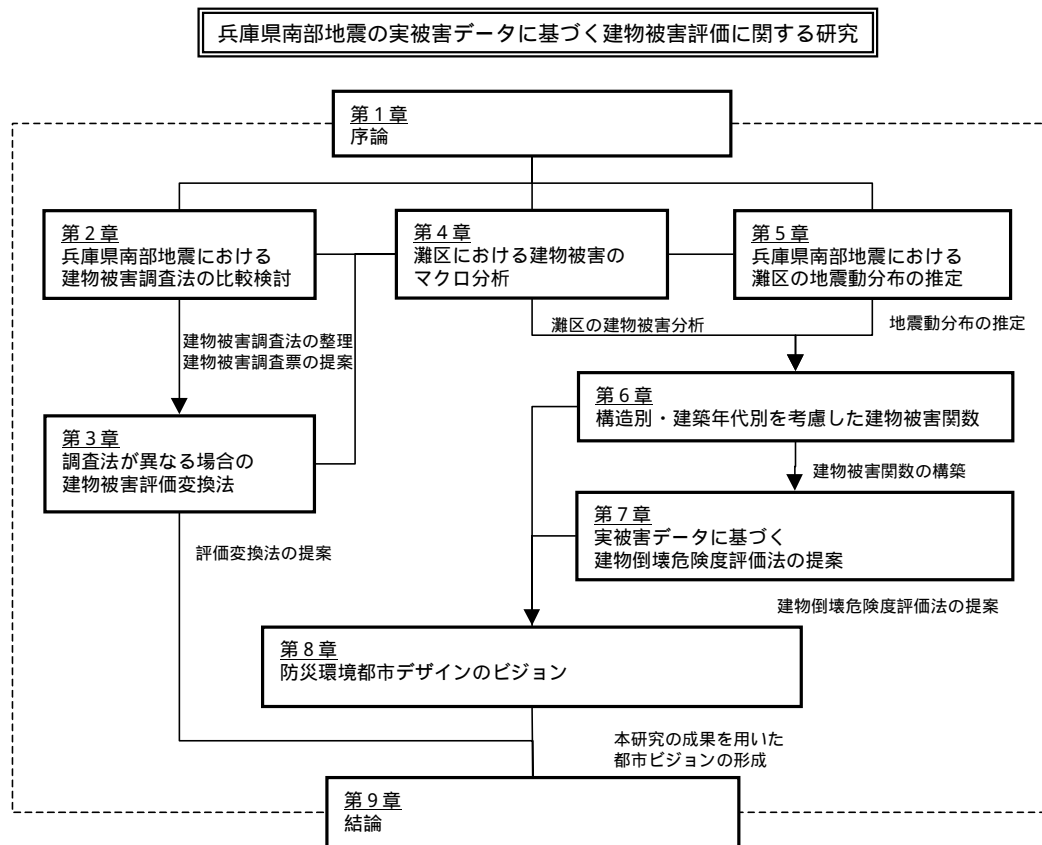 兵庫県南部地震の実被害データに基づく建物被害評価に関する研究
第1章
序論
第2章
兵庫県南部地震における
建物被害調査法の比較検討
第4章
灘区における建物被害の
マクロ分析
第5章
兵庫県南部地震における
灘区の地震動分布の推定
建物被害調査法の整理
建物被害調査票の提案
灘区の建物被害分析
地震動分布の推定
第6章
構造別・建築年代別を考慮した建物被害関数
第3章
調査法が異なる場合の
建物被害評価変換法
建物被害関数の構築
第7章
実被害データに基づく
建物倒壊危険度評価法の提案
評価変換法の提案
建物倒壊危険度評価法の提案
第8章
防災環境都市デザインのビジョン
本研究の成果を用いた
都市ビジョンの形成
第9章
結論